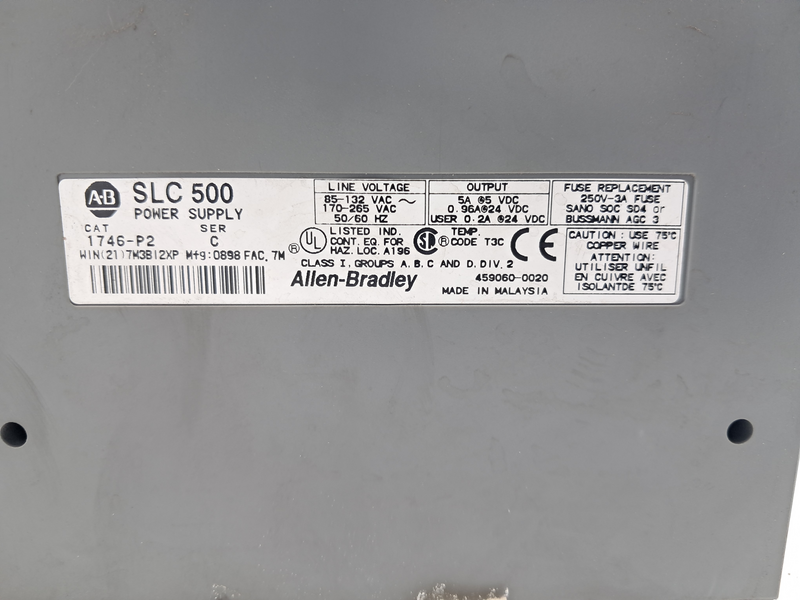 A-B
SLC 500
POWER SUPPLY
CAT SER
1746-P2 C
WIN(21)7M3B12XP Mfg:0898 FAC, 7M
LINE VOLTAGE
85-132 VAC ~
170-265 VAC
50/60 HZ
OUTPUT
5A @5 VDC
0.96A@24 VDC
USER 0.2A @24 VDC
FUSE REPLACEMENT
250V-3A FUSE
SANO SOC SD4 or
BUSSMANN AGC 3
UL ®
LISTED IND.
CONT. EQ. FOR
HAZ. LOC. A196
SA ®
TEMP.
CODE T3C
CE
CLASS I, GROUPS A, B, C AND D, DIV. 2
Allen-Bradley
459060-0020
MADE IN MALAYSIA
CAUTION: USE 75°C
COPPER WIRE
ATTENTION:
UTILISER UNFIL
EN CUIVRE AVEC
ISOLANTDE 75°C